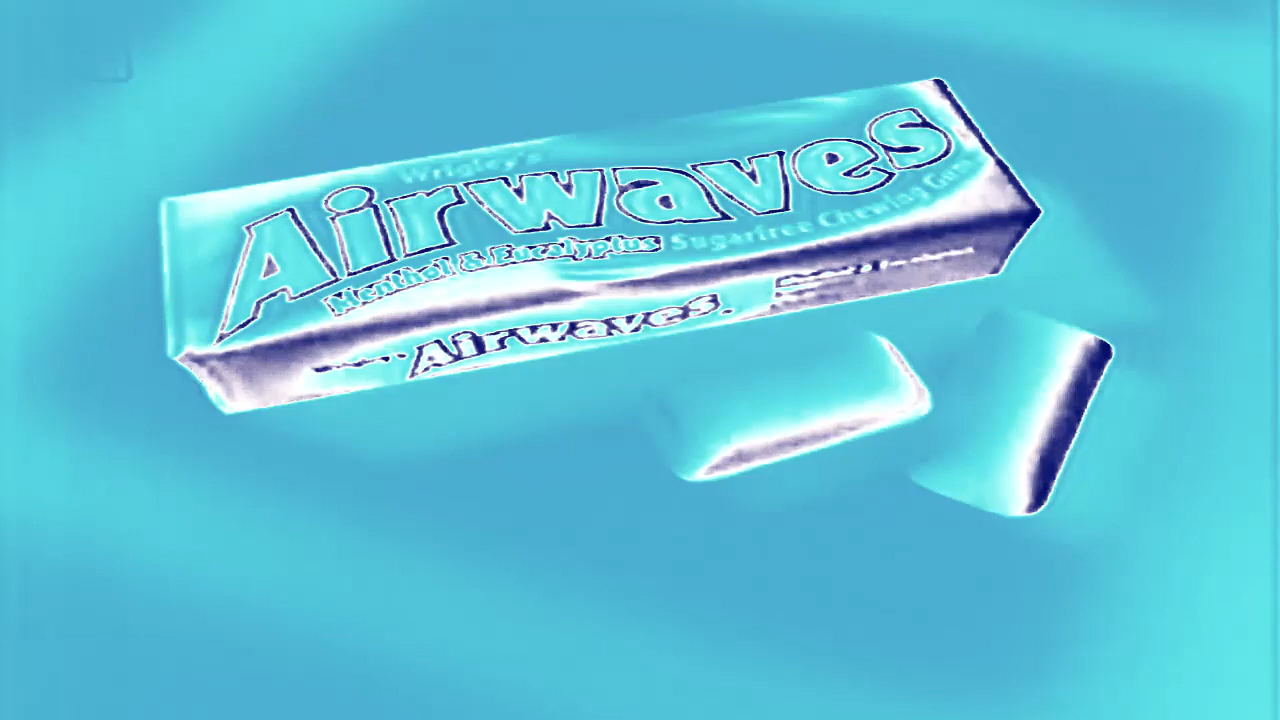 Wrigley's
Airwaves
Menthol & Eucalyptus Sugarfree Chewing Gum
Airwaves.